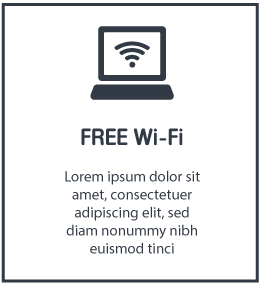 FREE Wi-Fi
Lorem ipsum dolor sit
amet, consectetuer
adipiscing elit, sed
diam nonummy nibh
euismod tinci